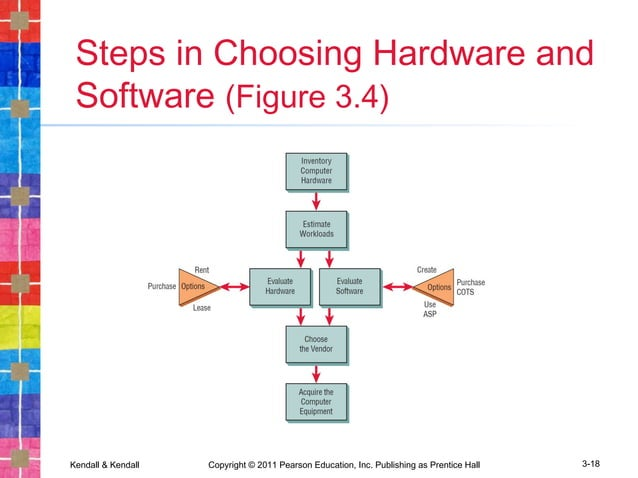 Steps in Choosing Hardware and
Software (Figure 3.4)
Inventory
Computer
Hardware
Estimate
Workloads
Rent
Purchase
Options
Lease
Evaluate
Hardware
Evaluate
Software
Create
Options
Purchase
COTS
Use
ASP
Choose
the Vendor
Acquire the
Computer
Equipment
Kendall & Kendall
Copyright © 2011 Pearson Education, Inc. Publishing as Prentice Hall
3-18